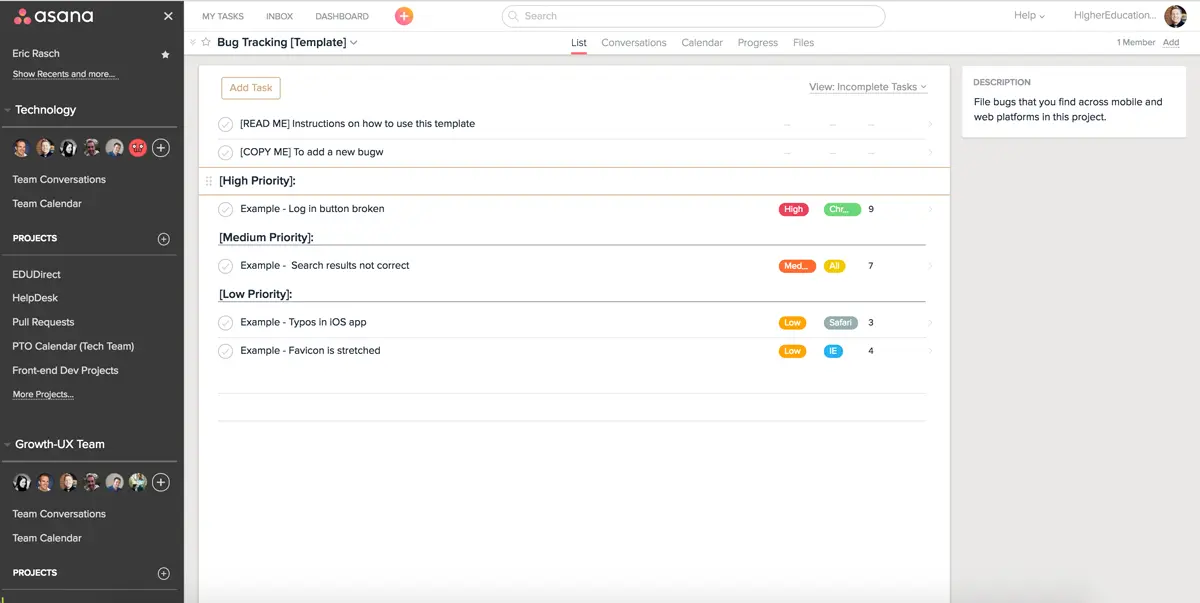 asana
MY TASKS INBOX DASHBOARD
Search
Help
HigherEducation...
Eric Rasch
Show Recents and more...
Technology
Team Conversations
Team Calendar
PROJECTS
EDUDirect
HelpDesk
Pull Requests
PTO Calendar (Tech Team)
Front-end Dev Projects
More Projects...
Growth-UX Team
Team Conversations
Team Calendar
PROJECTS
Bug Tracking [Template]
List Conversations Calendar Progress Files
1 Member Add
Add Task
View: Incomplete Tasks
[READ ME] Instructions on how to use this template
[COPY ME] To add a new bugw
[High Priority]:
Example - Log in button broken High Chr... 9
[Medium Priority]:
Example - Search results not correct Med... All 7
[Low Priority]:
Example - Typos in iOS app Low Safari 3
Example - Favicon is stretched Low IE 4
DESCRIPTION
File bugs that you find across mobile and
web platforms in this project.